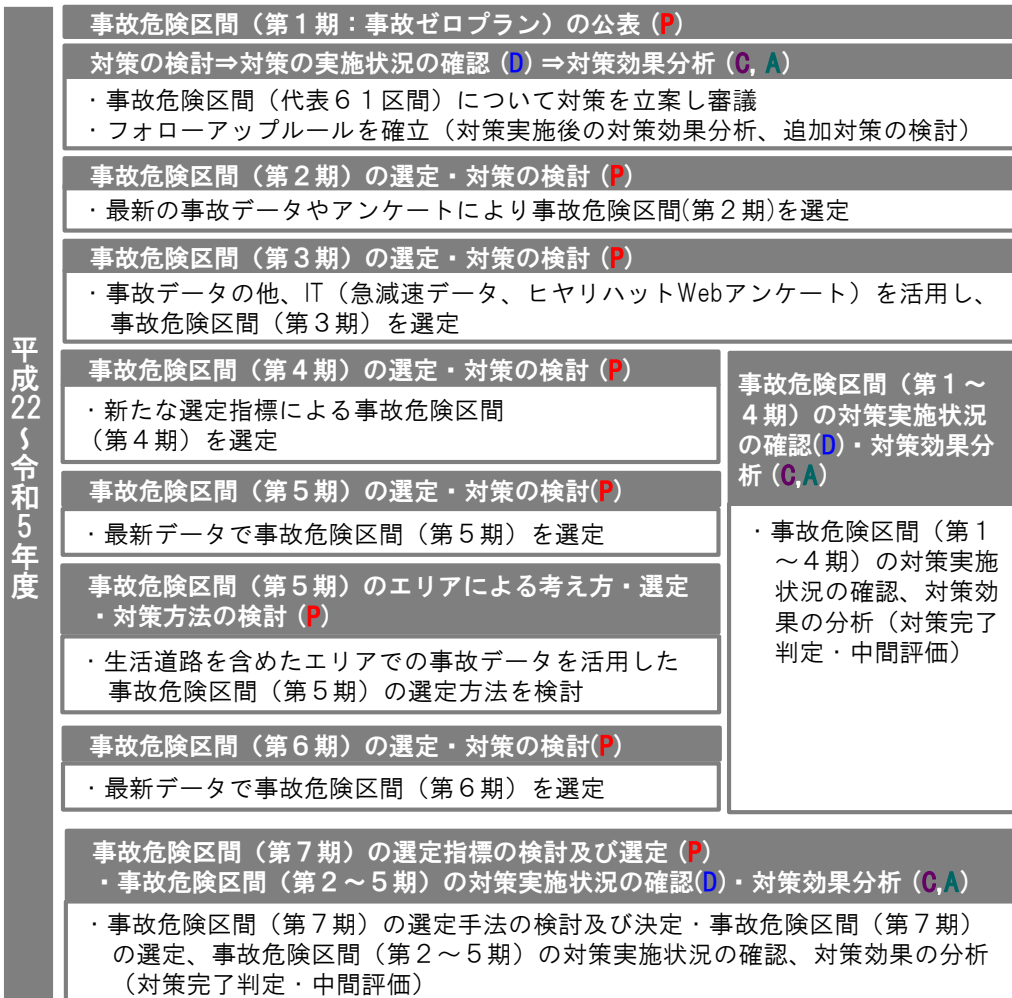 平成22～令和5年度
事故危険区間（第１期：事故ゼロプラン）の公表 (P)
対策の検討⇒対策の実施状況の確認 (D) ⇒対策効果分析 (C, A)
・事故危険区間（代表６１区間）について対策を立案し審議
・フォローアップルールを確立（対策実施後の対策効果分析、追加対策の検討）
事故危険区間（第２期）の選定・対策の検討 (P)
・最新の事故データやアンケートにより事故危険区間(第２期)を選定
事故危険区間（第３期）の選定・対策の検討 (P)
・事故データの他、IT（急減速データ、ヒヤリハットWebアンケート）を活用し、
事故危険区間（第３期）を選定
事故危険区間（第４期）の選定・対策の検討 (P)
・新たな選定指標による事故危険区間
（第４期）を選定
事故危険区間（第５期）の選定・対策の検討(P)
・最新データで事故危険区間（第５期）を選定
事故危険区間（第５期）のエリアによる考え方・選定
・対策方法の検討 (P)
・生活道路を含めたエリアでの事故データを活用した
事故危険区間（第５期）の選定方法を検討
事故危険区間（第６期）の選定・対策の検討(P)
・最新データで事故危険区間（第６期）を選定
事故危険区間（第１～
４期）の対策実施状況
の確認(D)・対策効果分
析 (C,A)
・事故危険区間（第１
～４期）の対策実施
状況の確認、対策効
果の分析（対策完了
判定・中間評価）
事故危険区間（第７期）の選定指標の検討及び選定 (P)
・事故危険区間（第２～５期）の対策実施状況の確認(D)・対策効果分析 (C,A)
・事故危険区間（第７期）の選定手法の検討及び決定・事故危険区間（第７期）
の選定、事故危険区間（第２～５期）の対策実施状況の確認、対策効果の分析
（対策完了判定・中間評価）